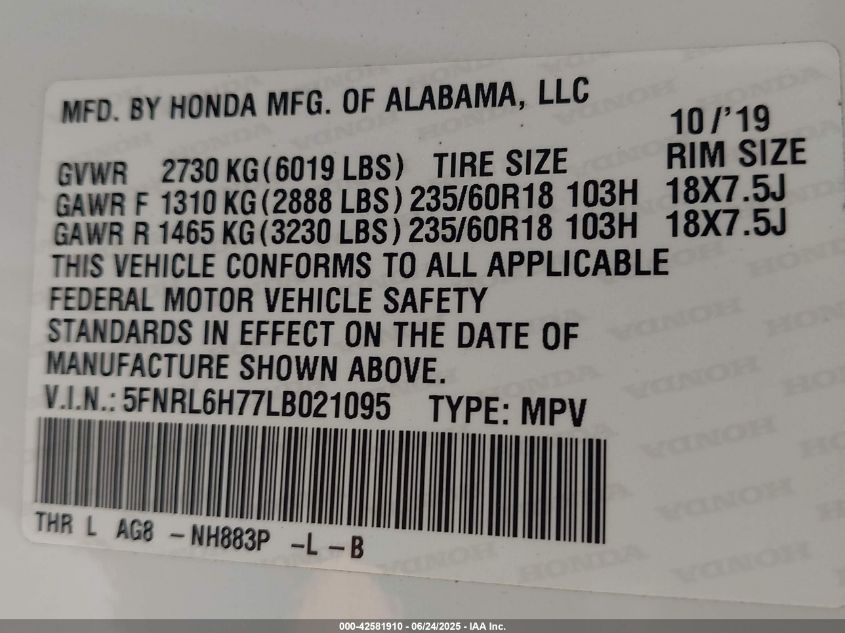 MFD. BY HONDA MFG. OF ALABAMA, LLC
10/'19
GVWR 2730 KG (6019 LBS) TIRE SIZE RIM SIZE
GAWR F 1310 KG (2888 LBS) 235/60R18 103H 18X7.5J
GAWR R 1465 KG (3230 LBS) 235/60R18 103H 18X7.5J
THIS VEHICLE CONFORMS TO ALL APPLICABLE
FEDERAL MOTOR VEHICLE SAFETY
STANDARDS IN EFFECT ON THE DATE OF
MANUFACTURE SHOWN ABOVE.
V.I.N.: 5FNRL6H77LB021095 TYPE: MPV
THR L AG8 -NH883P -L -B
000-42581910 - 06/24/2025 - IAA Inc.